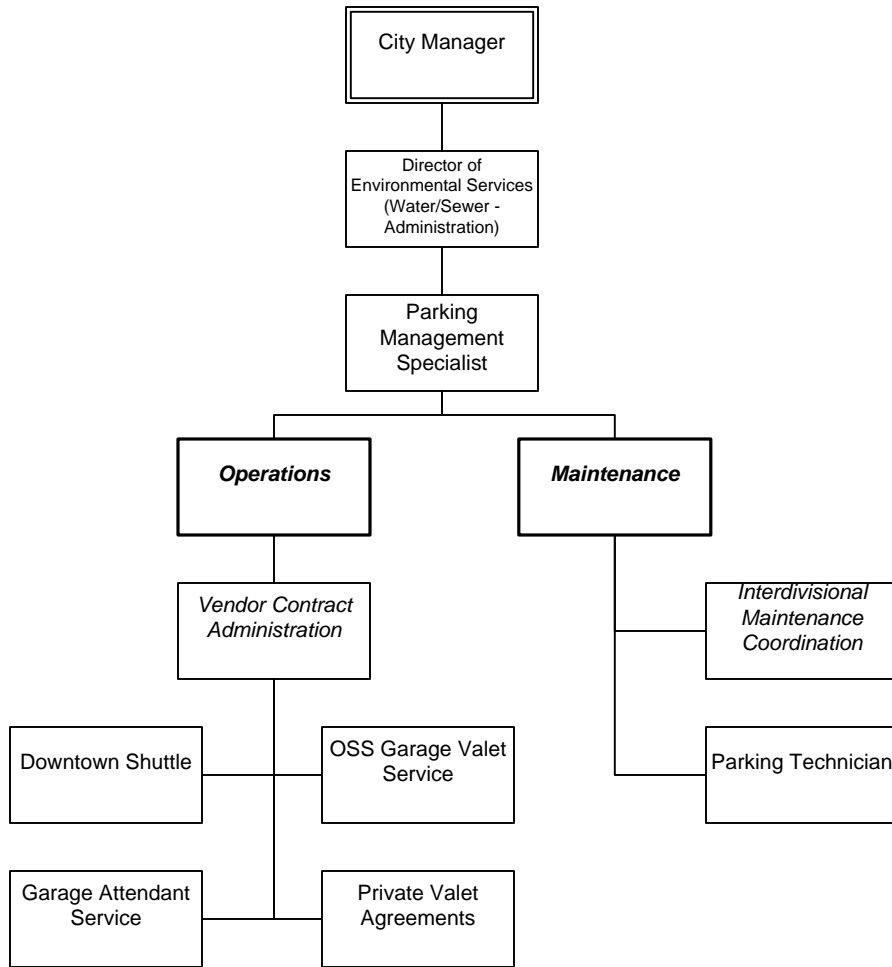 City Manager
Director of
Environmental Services
(Water/Sewer -
Administration)
Parking
Management
Specialist
Operations
Maintenance
Vendor Contract
Administration
Interdivisional
Maintenance
Coordination
Downtown Shuttle
OSS Garage Valet
Service
Parking Technician
Garage Attendant
Service
Private Valet
Agreements